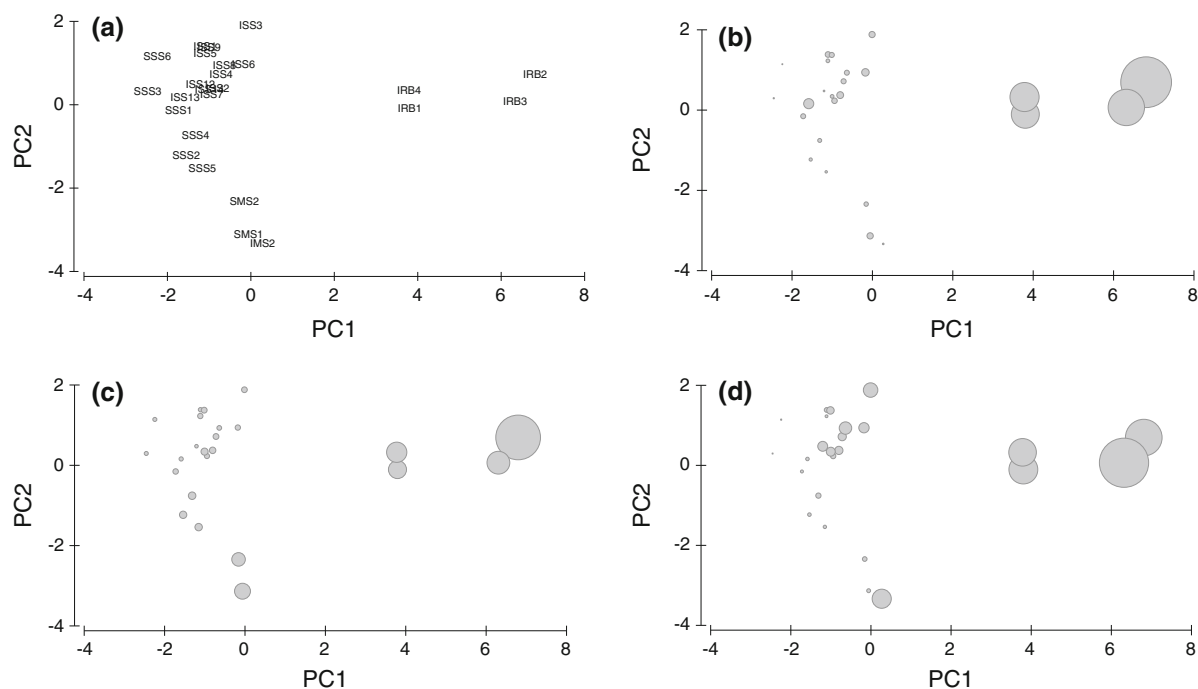 (a)
2
0
-2
-4
PC2
ISS3
SSS6
ISS9
ISS5
ISS6
ISS4
IRB2
SSS3
ISS12
IRB4
ISS13
ISS7
IRB3
SSS1
IRB1
SSS4
SSS2
SSS5
SMS2
SMS1
IMS2
-4 -2 0 2 4 6 8
PC1
(b)
2
0
-2
-4
PC2
-4 -2 0 2 4 6 8
PC1
(c)
2
0
-2
-4
PC2
-4 -2 0 2 4 6 8
PC1
(d)
2
0
-2
-4
PC2
-4 -2 0 2 4 6 8
PC1